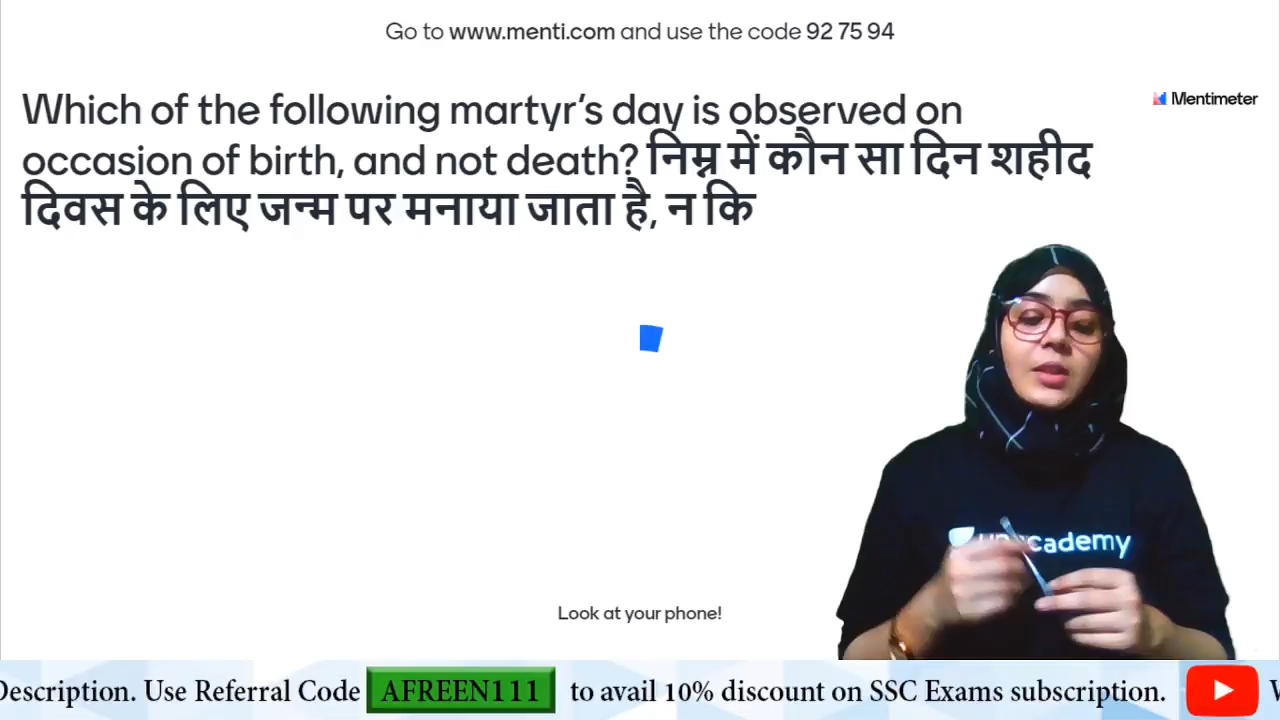 Go to www.menti.com and use the code 92 75 94
Which of the following martyr's day is observed on
occasion of birth, and not death? निम्न में कौन सा दिन शहीद
दिवस के लिए जन्म पर मनाया जाता है, न कि
Mentimeter
unacademy
Look at your phone!
Description. Use Referral Code AFREEN111 to avail 10% discount on SSC Exams subscription.